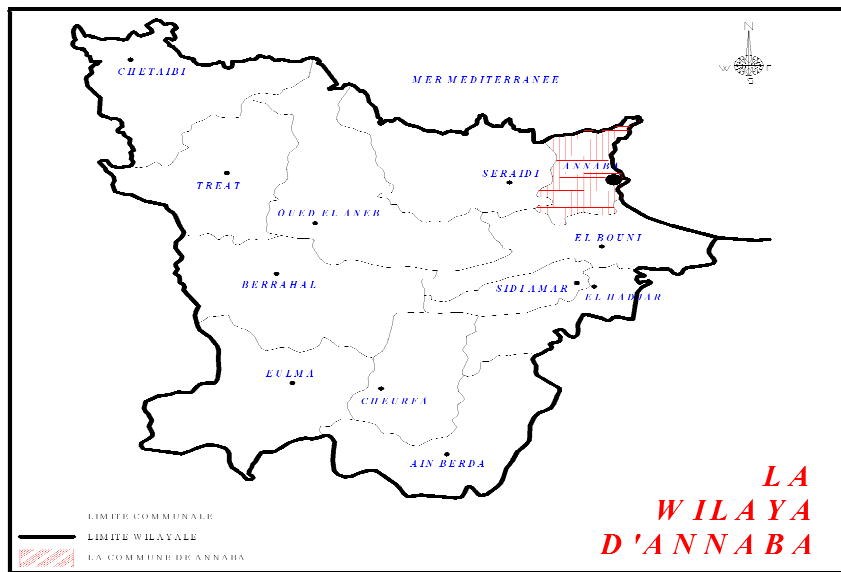 N
CHETAIBI
W E
MER MEDITERRANEE
S
ANNABA
SERAIDI
TREAT
OUED EL ANEB
EL BOUNI
BERRAHAL
SIDI AMAR
EL HADJAR
EULMA
CHEURFA
AIN BERDA
LA
WILAYA
D'ANNABA
LIMITE COMMUNALE
LIMITE WILAYALE
LA COMMUNE DE ANNABA